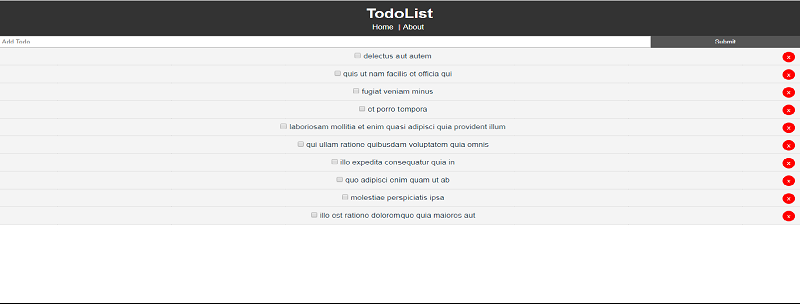 TodoList
Home | About
Add Todo Submit
delectus aut autem x
quis ut nam facilis et officia qui x
fugiat veniam minus x
et porro tempora x
laboriosam mollitia et enim quasi adipisci quia provident illum x
qui ullam ratione quibusdam voluptatem quia omnis x
illo expedita consequatur quia in x
quo adipisci enim quam ut ab x
molestiae perspiciatis ipsa x
illo est ratione doloremque quia maiores aut x